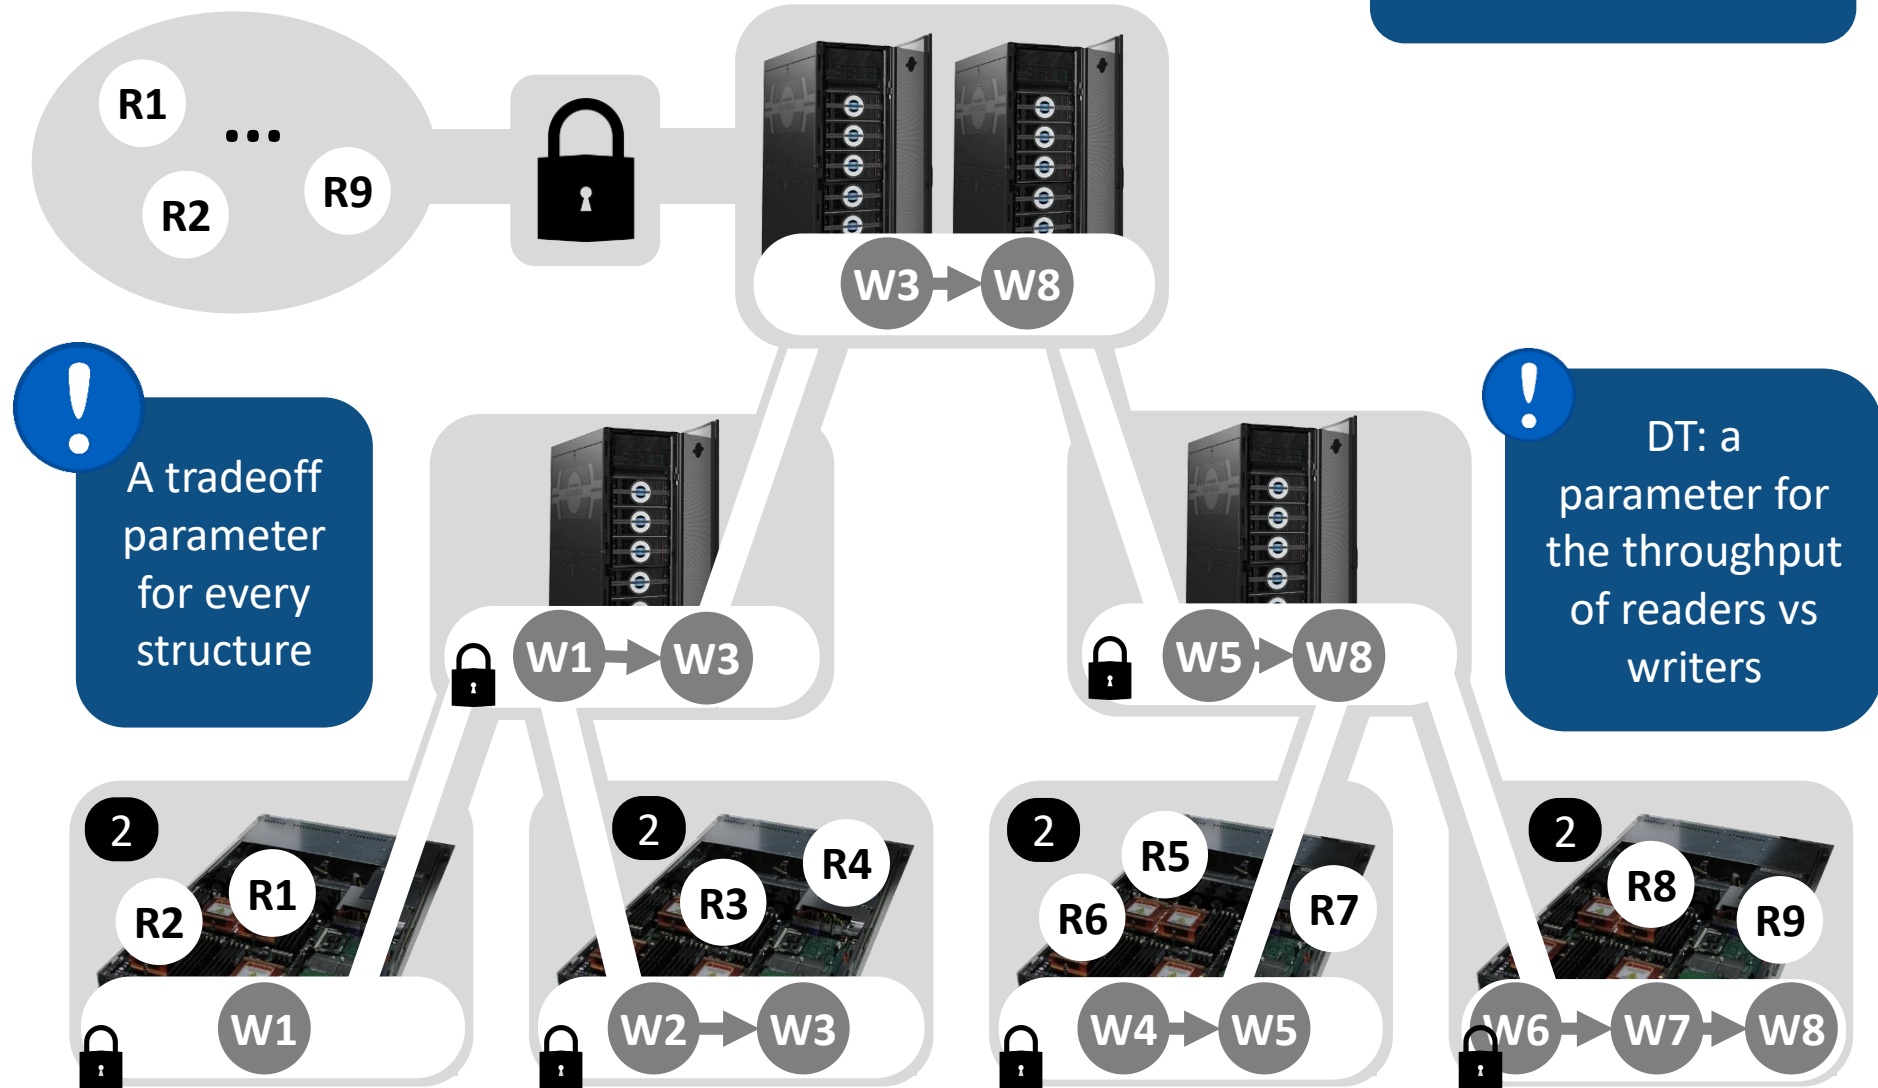 R1
...
R2
R9
W3
W8
A tradeoff
parameter
for every
structure
DT: a
parameter for
the throughput
of readers vs
writers
W1
W3
W5
W8
2
R2
R1
W1
2
R3
R4
W2
W3
2
R5
R6
R7
W4
W5
2
R8
R9
W6
W7
W8